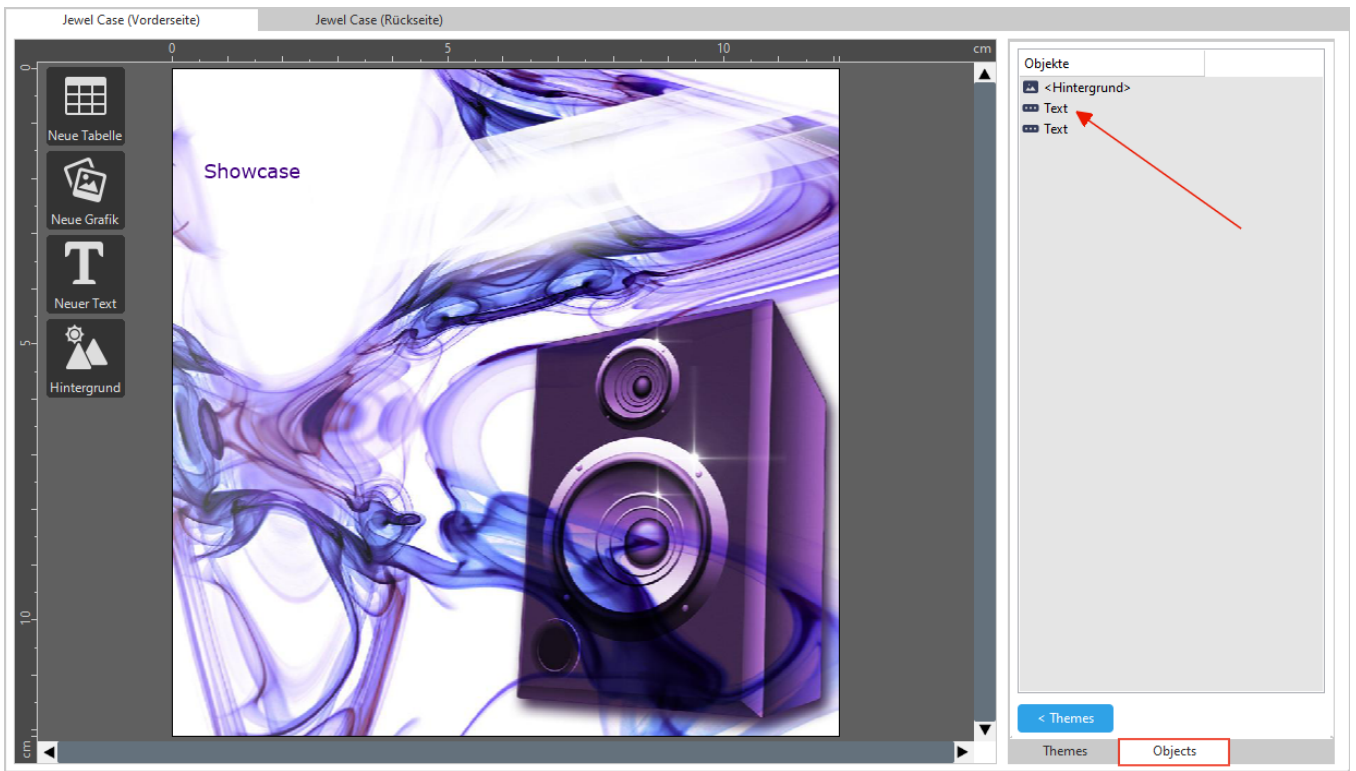 Jewel Case (Vorderseite)
Jewel Case (Rückseite)
0
5
10
cm
0
5
10
cm
Neue Tabelle
Neue Grafik
T
Neuer Text
Hintergrund
Showcase
Objekte
<Hintergrund>
Text
Text
< Themes
Themes
Objects